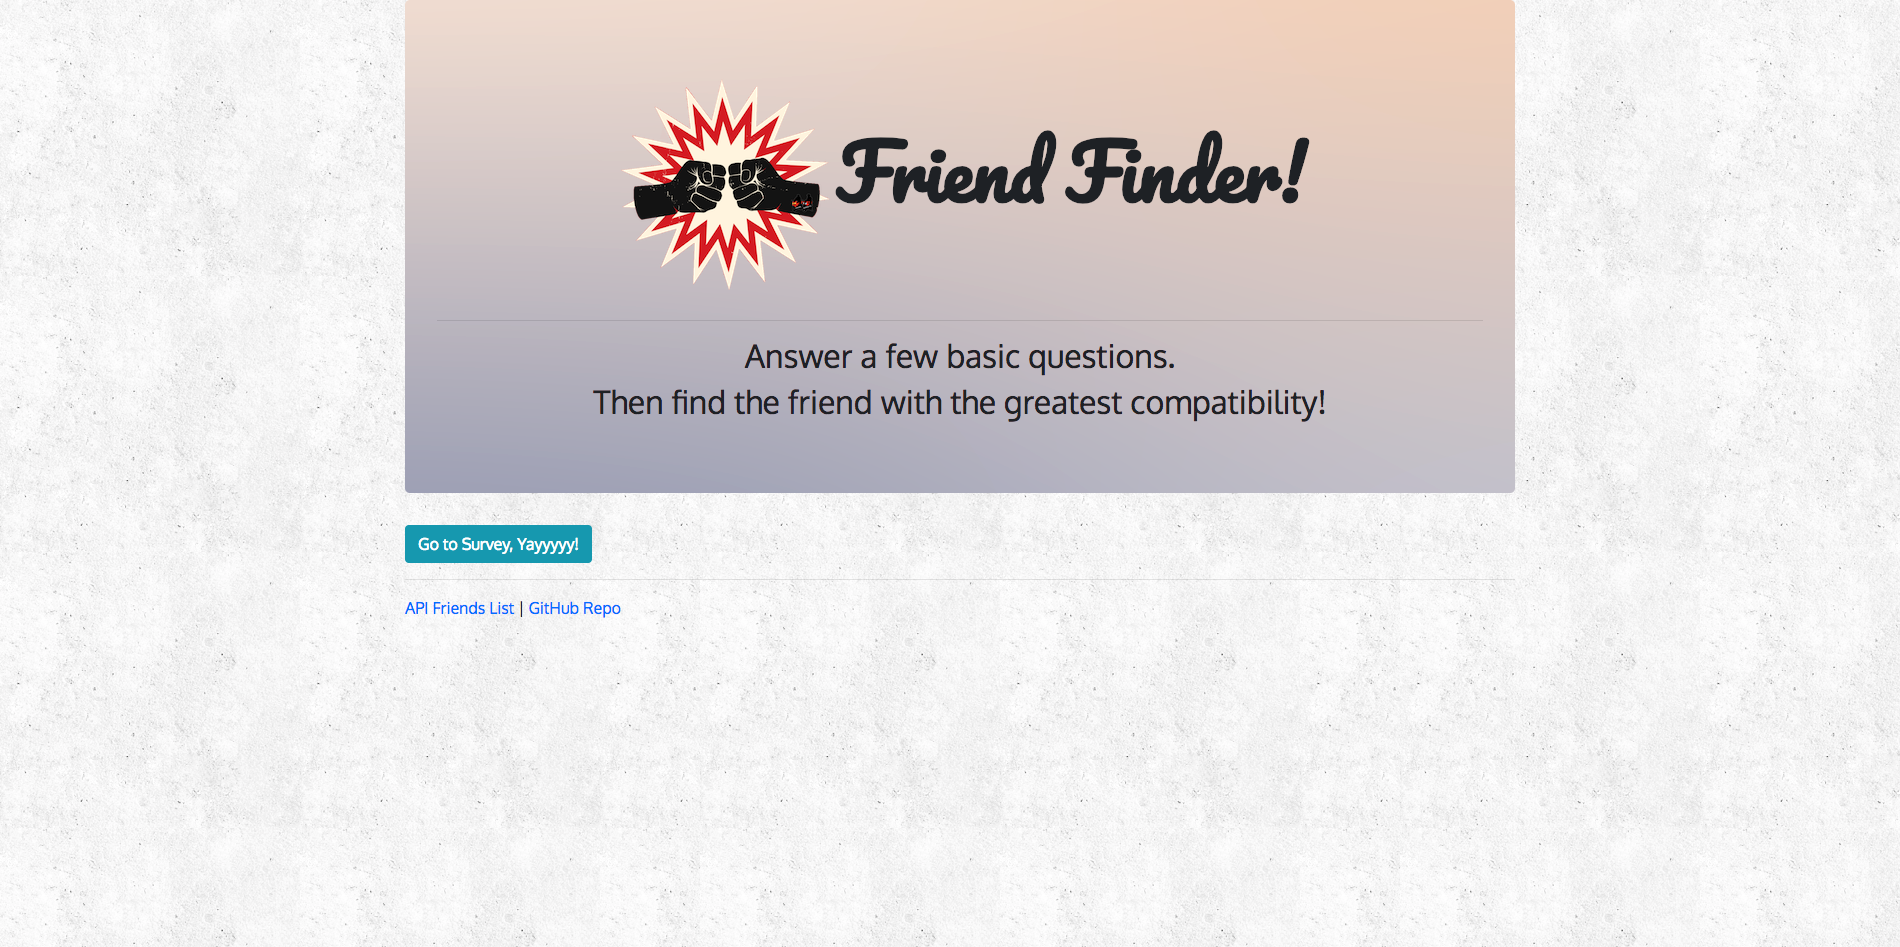 Friend Finder!
Answer a few basic questions.
Then find the friend with the greatest compatibility!
Go to Survey, Yayyyyy!
API Friends List | GitHub Repo